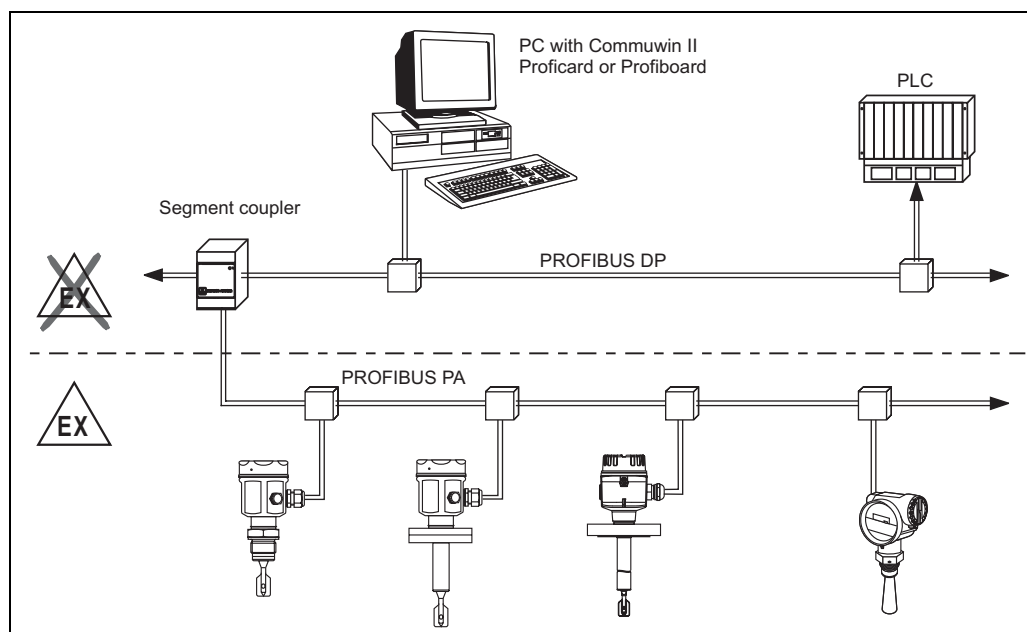 PC with Commuwin II
Proficard or Profiboard
PLC
Segment coupler
PROFIBUS DP
EX
PROFIBUS PA
EX